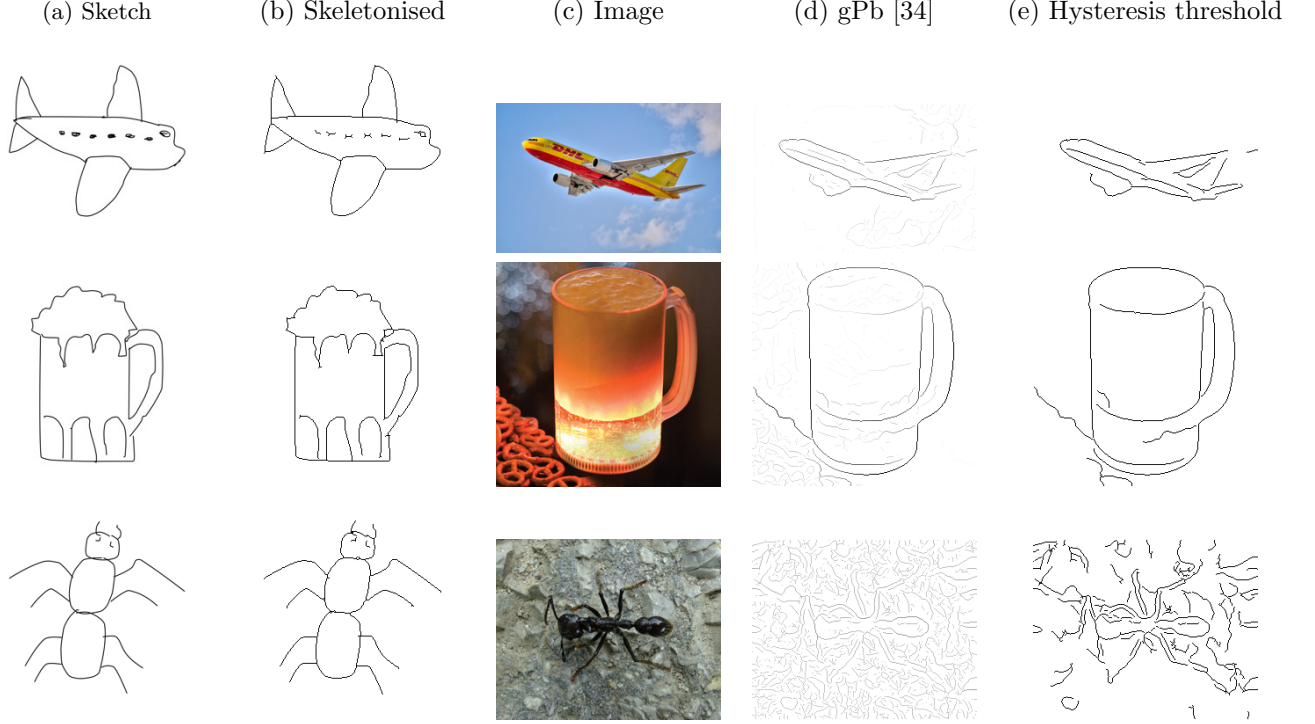 (a) Sketch
(b) Skeletonised
(c) Image
(d) gPb [34]
(e) Hysteresis threshold
DHL